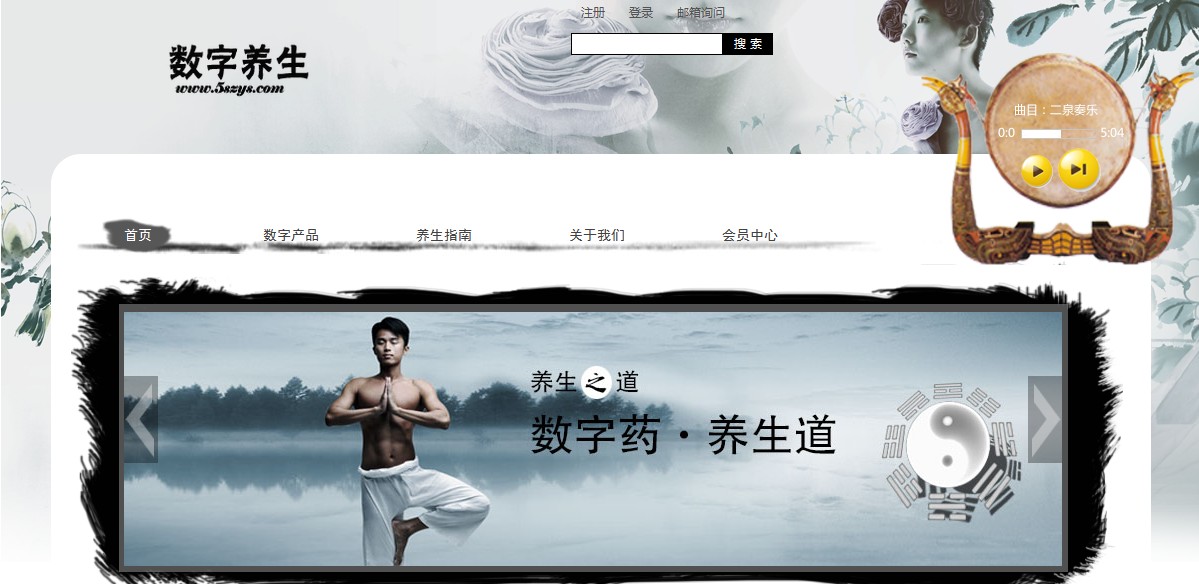 注册 登录 邮箱询问
搜 索
数字养生
www.5szys.com
曲目：二泉奏乐
0:0 5:04
首页 数字产品 养生指南 关于我们 会员中心
养生之道
数字药·养生道